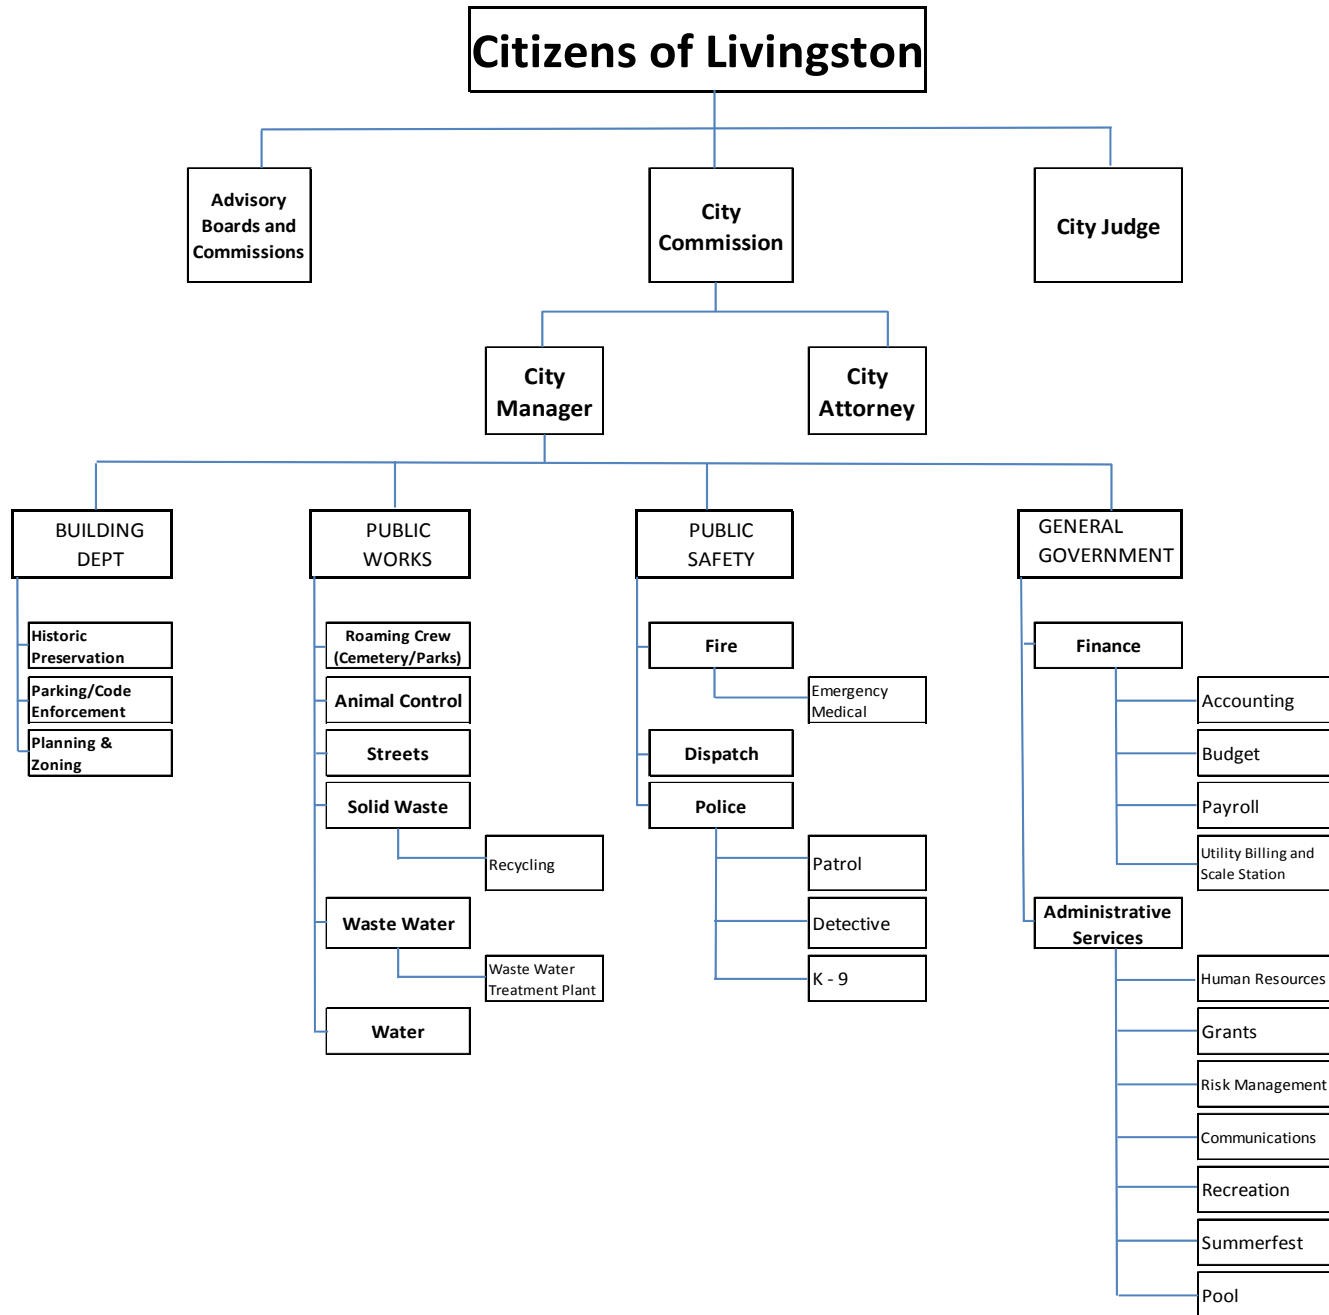 Citizens of Livingston
Advisory
Boards and
Commissions
City
Commission
City Judge
City
Manager
City
Attorney
BUILDING
DEPT
PUBLIC
WORKS
PUBLIC
SAFETY
GENERAL
GOVERNMENT
Historic
Preservation
Parking/Code
Enforcement
Planning &
Zoning
Roaming Crew
(Cemetery/Parks)
Animal Control
Streets
Solid Waste
Recycling
Waste Water
Waste Water
Treatment Plant
Water
Fire
Emergency
Medical
Dispatch
Police
Patrol
Detective
K - 9
Finance
Accounting
Budget
Payroll
Utility Billing and
Scale Station
Administrative
Services
Human Resources
Grants
Risk Management
Communications
Recreation
Summerfest
Pool